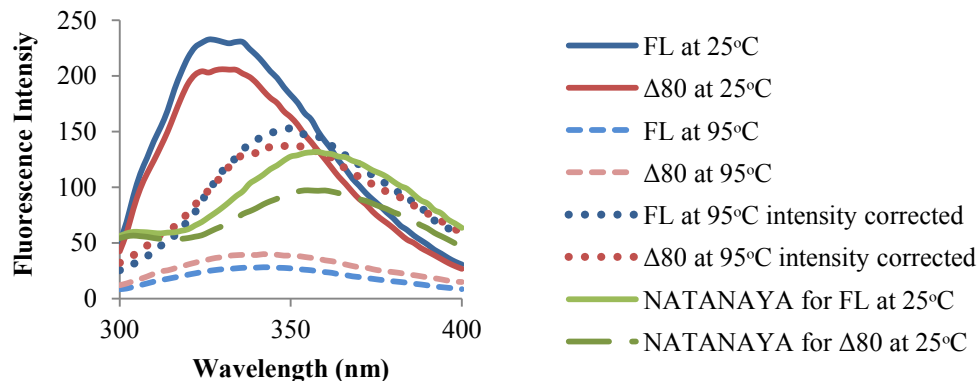 250
200
150
100
50
0
300
350
400
Fluorescence Intensiy
Wavelength (nm)
FL at 25°C
Δ80 at 25°C
FL at 95°C
Δ80 at 95°C
FL at 95°C intensity corrected
Δ80 at 95°C intensity corrected
NATANAYA for FL at 25°C
NATANAYA for Δ80 at 25°C